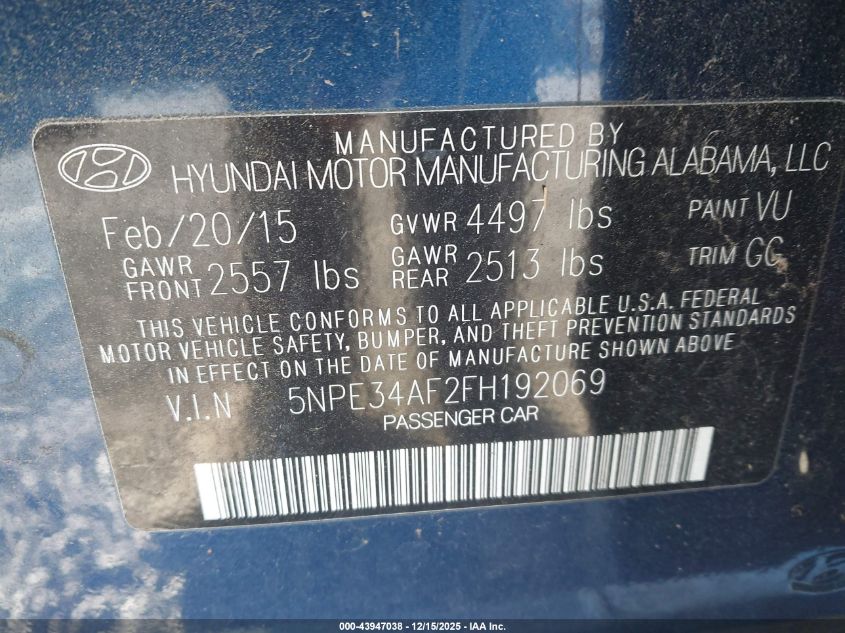 MANUFACTURED BY
HYUNDAI MOTOR MANUFACTURING ALABAMA, LLC
Feb/20/15 GVWR 4497 lbs PAINT VU
GAWR FRONT 2557 lbs GAWR REAR 2513 lbs TRIM GC
THIS VEHICLE CONFORMS TO ALL APPLICABLE U.S.A. FEDERAL
MOTOR VEHICLE SAFETY, BUMPER, AND THEFT PREVENTION STANDARDS
IN EFFECT ON THE DATE OF MANUFACTURE SHOWN ABOVE
V.I.N 5NPE34AF2FH192069
PASSENGER CAR
000-43947038 - 12/15/2025 - IAA Inc.